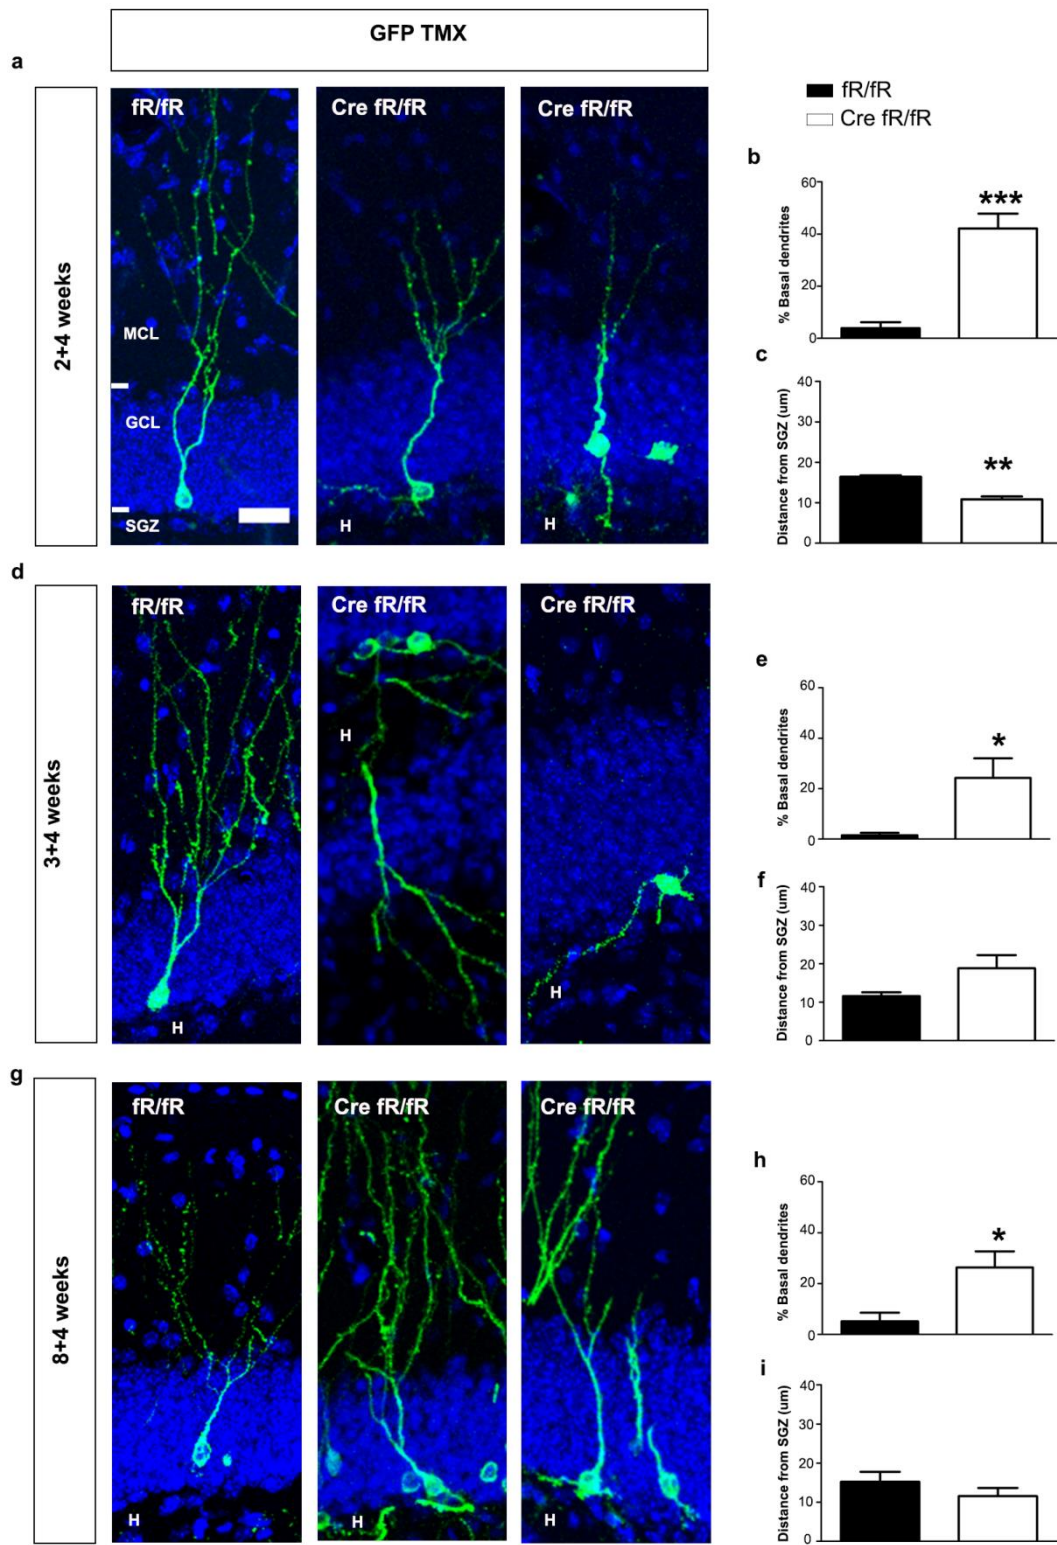 GFP TMX
a
2+4 weeks
fR/fR
Cre fR/fR
Cre fR/fR
MCL
GCL
SGZ
H
H
fR/fR
Cre fR/fR
b
% Basal dendrites
60
40
20
0
***
c
Distance from SGZ (um)
40
30
20
10
0
**
d
3+4 weeks
fR/fR
Cre fR/fR
Cre fR/fR
H
H
H
e
% Basal dendrites
60
40
20
0
*
f
Distance from SGZ (um)
40
30
20
10
0
g
8+4 weeks
fR/fR
Cre fR/fR
Cre fR/fR
H
H
H
h
% Basal dendrites
60
40
20
0
*
i
Distance from SGZ (um)
40
30
20
10
0